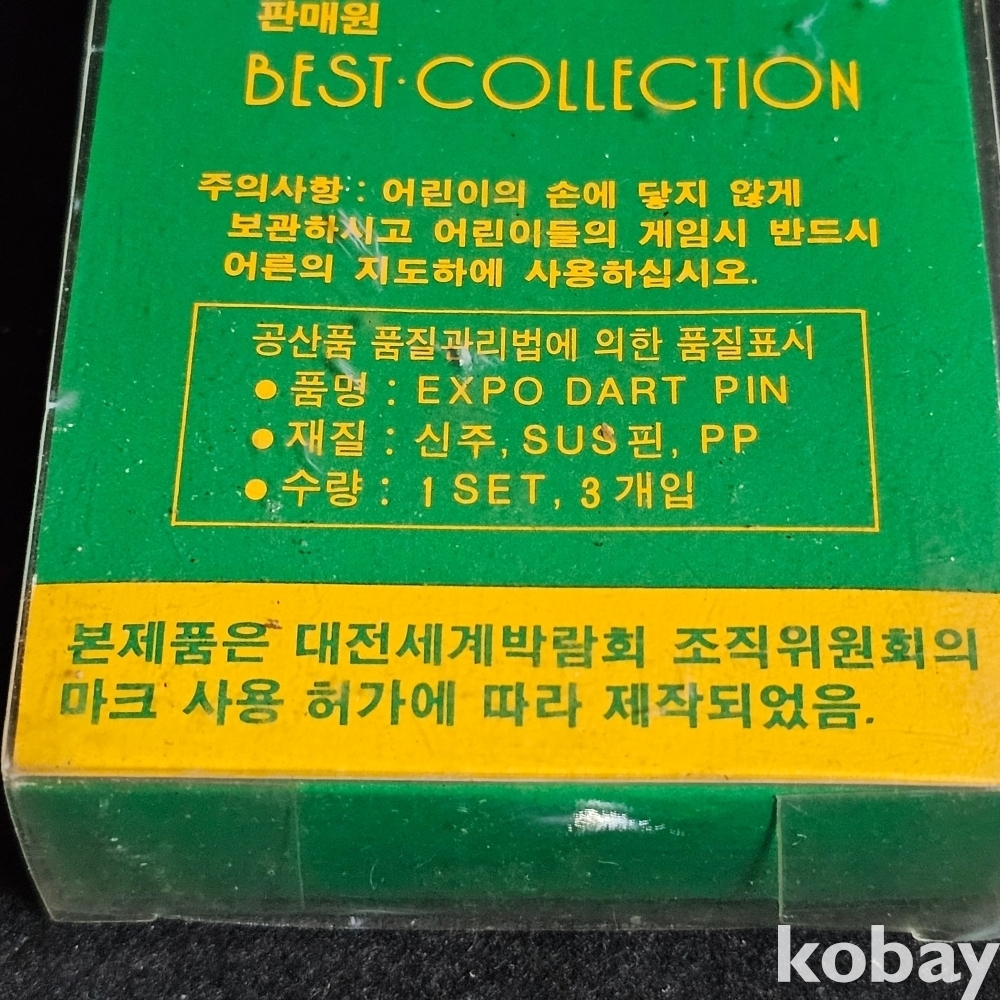 판매원
BEST·COLLECTION
주의사항 : 어린이의 손에 닿지 않게
보관하시고 어린이들의 게임시 반드시
어른의 지도하에 사용하십시오.
공산품 품질관리법에 의한 품질표시
● 품명 : EXPO DART PIN
● 재질 : 신주, SUS핀, PP
● 수량 : 1 SET, 3개입
본제품은 대전세계박람회 조직위원회의
마크 사용 허가에 따라 제작되었음.
kobay